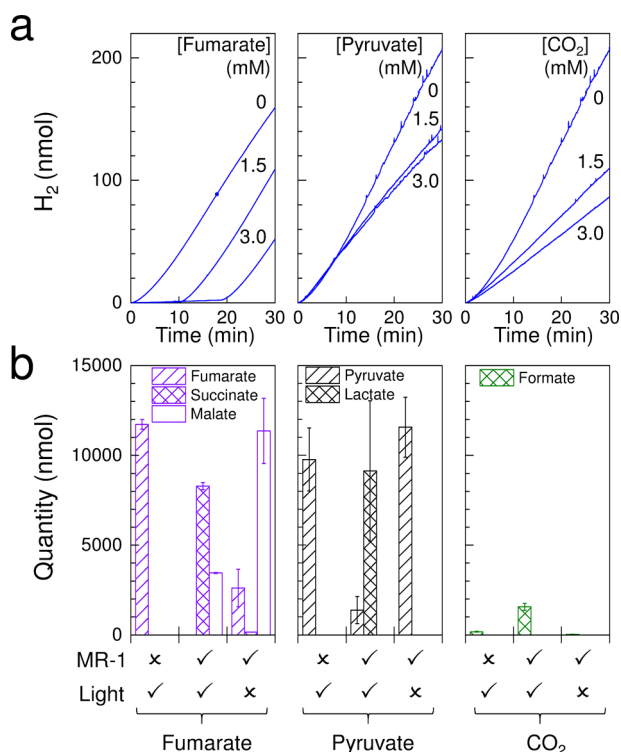 a
[Fumarate]
(mM)
0
1.5
3.0
[Pyruvate]
(mM)
0
1.5
3.0
[CO₂]
(mM)
0
1.5
3.0
H₂ (nmol)
200
100
0
0 10 20 30
0 10 20 30
0 10 20 30
Time (min)
Time (min)
Time (min)
b
Quantity (nmol)
15000
12000
9000
5000
0
Fumarate
Succinate
Malate
Pyruvate
Lactate
Formate
MR-1 × ✓ ✓ × ✓ ✓ × ✓ ✓
Light ✓ ✓ × ✓ ✓ × ✓ ✓ ×
Fumarate
Pyruvate
CO₂